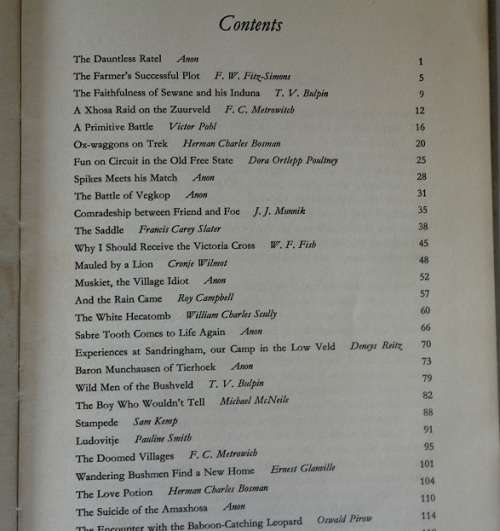 Contents
The Dauntless Ratel Anon 1
The Farmer's Successful Plot F. W. Fitz-Simons 5
The Faithfulness of Sewane and his Induna T. V. Bulpin 9
A Xhosa Raid on the Zuurveld F. C. Metrowitch 12
A Primitive Battle Victor Pohl 16
Ox-waggons on Trek Herman Charles Bosman 20
Fun on Circuit in the Old Free State Dora Ortlepp Poultney 25
Spikes Meets his Match Anon 28
The Battle of Vegkop Anon 31
Comradeship between Friend and Foe J. J. Munnik 35
The Saddle Francis Carey Slater 38
Why I Should Receive the Victoria Cross W. F. Fish 45
Mauled by a Lion Cronje Wilmot 48
Muskiet, the Village Idiot Anon 52
And the Rain Came Roy Campbell 57
The White Hecatomb William Charles Scully 60
Sabre Tooth Comes to Life Again Anon 66
Experiences at Sandringham, our Camp in the Low Veld Deneys Reitz 70
Baron Munchausen of Tierhoek Anon 73
Wild Men of the Bushveld T. V. Bulpin 79
The Boy Who Wouldn't Tell Michael McNeile 82
Stampede Sam Kemp 88
Ludovitje Pauline Smith 91
The Doomed Villages F. C. Metrowich 95
Wandering Bushmen Find a New Home Ernest Glanville 101
The Love Potion Herman Charles Bosman 104
The Suicide of the Amaxhosa Anon 110
The Encounter with the Baboon-Catching Leopard Oswald Pirow 114